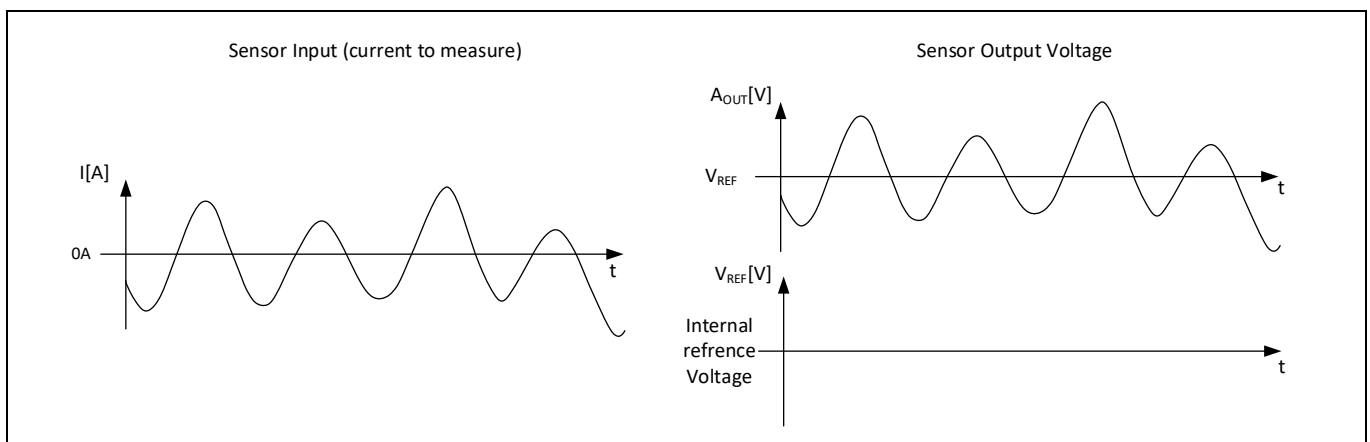 Sensor Input (current to measure)
I[A]
0A
t
Sensor Output Voltage
AOUT[V]
VREF
t
VREF[V]
Internal
refrence
Voltage
t